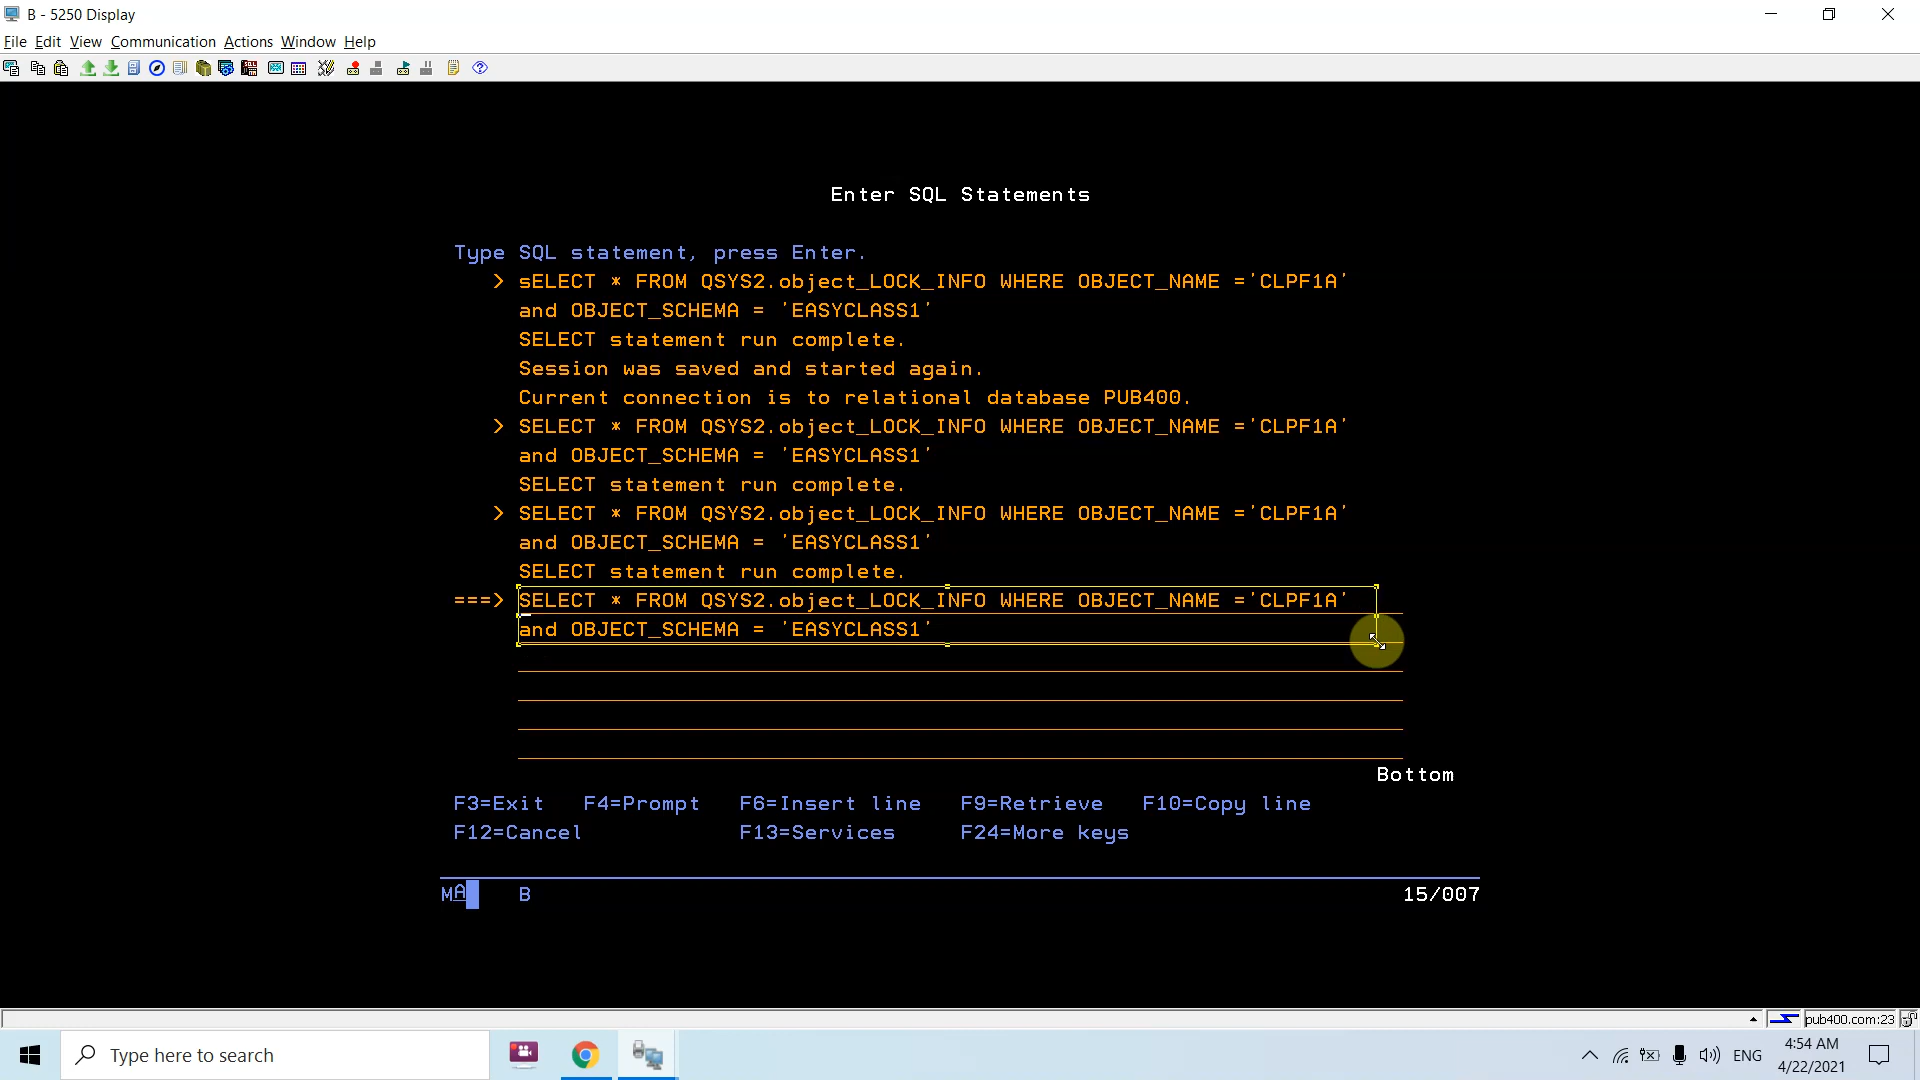 B - 5250 Display
File Edit View Communication Actions Window Help
Enter SQL Statements
Type SQL statement, press Enter.
> sELECT * FROM QSYS2.object_LOCK_INFO WHERE OBJECT_NAME ='CLPF1A'
and OBJECT_SCHEMA = 'EASYCLASS1'
SELECT statement run complete.
Session was saved and started again.
Current connection is to relational database PUB400.
> SELECT * FROM QSYS2.object_LOCK_INFO WHERE OBJECT_NAME ='CLPF1A'
and OBJECT_SCHEMA = 'EASYCLASS1'
SELECT statement run complete.
> SELECT * FROM QSYS2.object_LOCK_INFO WHERE OBJECT_NAME ='CLPF1A'
and OBJECT_SCHEMA = 'EASYCLASS1'
SELECT statement run complete.
===> SELECT * FROM QSYS2.object_LOCK_INFO WHERE OBJECT_NAME ='CLPF1A'
and OBJECT_SCHEMA = 'EASYCLASS1'
Bottom
F3=Exit F4=Prompt F6=Insert line F9=Retrieve F10=Copy line
F12=Cancel F13=Services F24=More keys
MA B 15/007
pub400.com:23
Type here to search
ENG
4:54 AM
4/22/2021